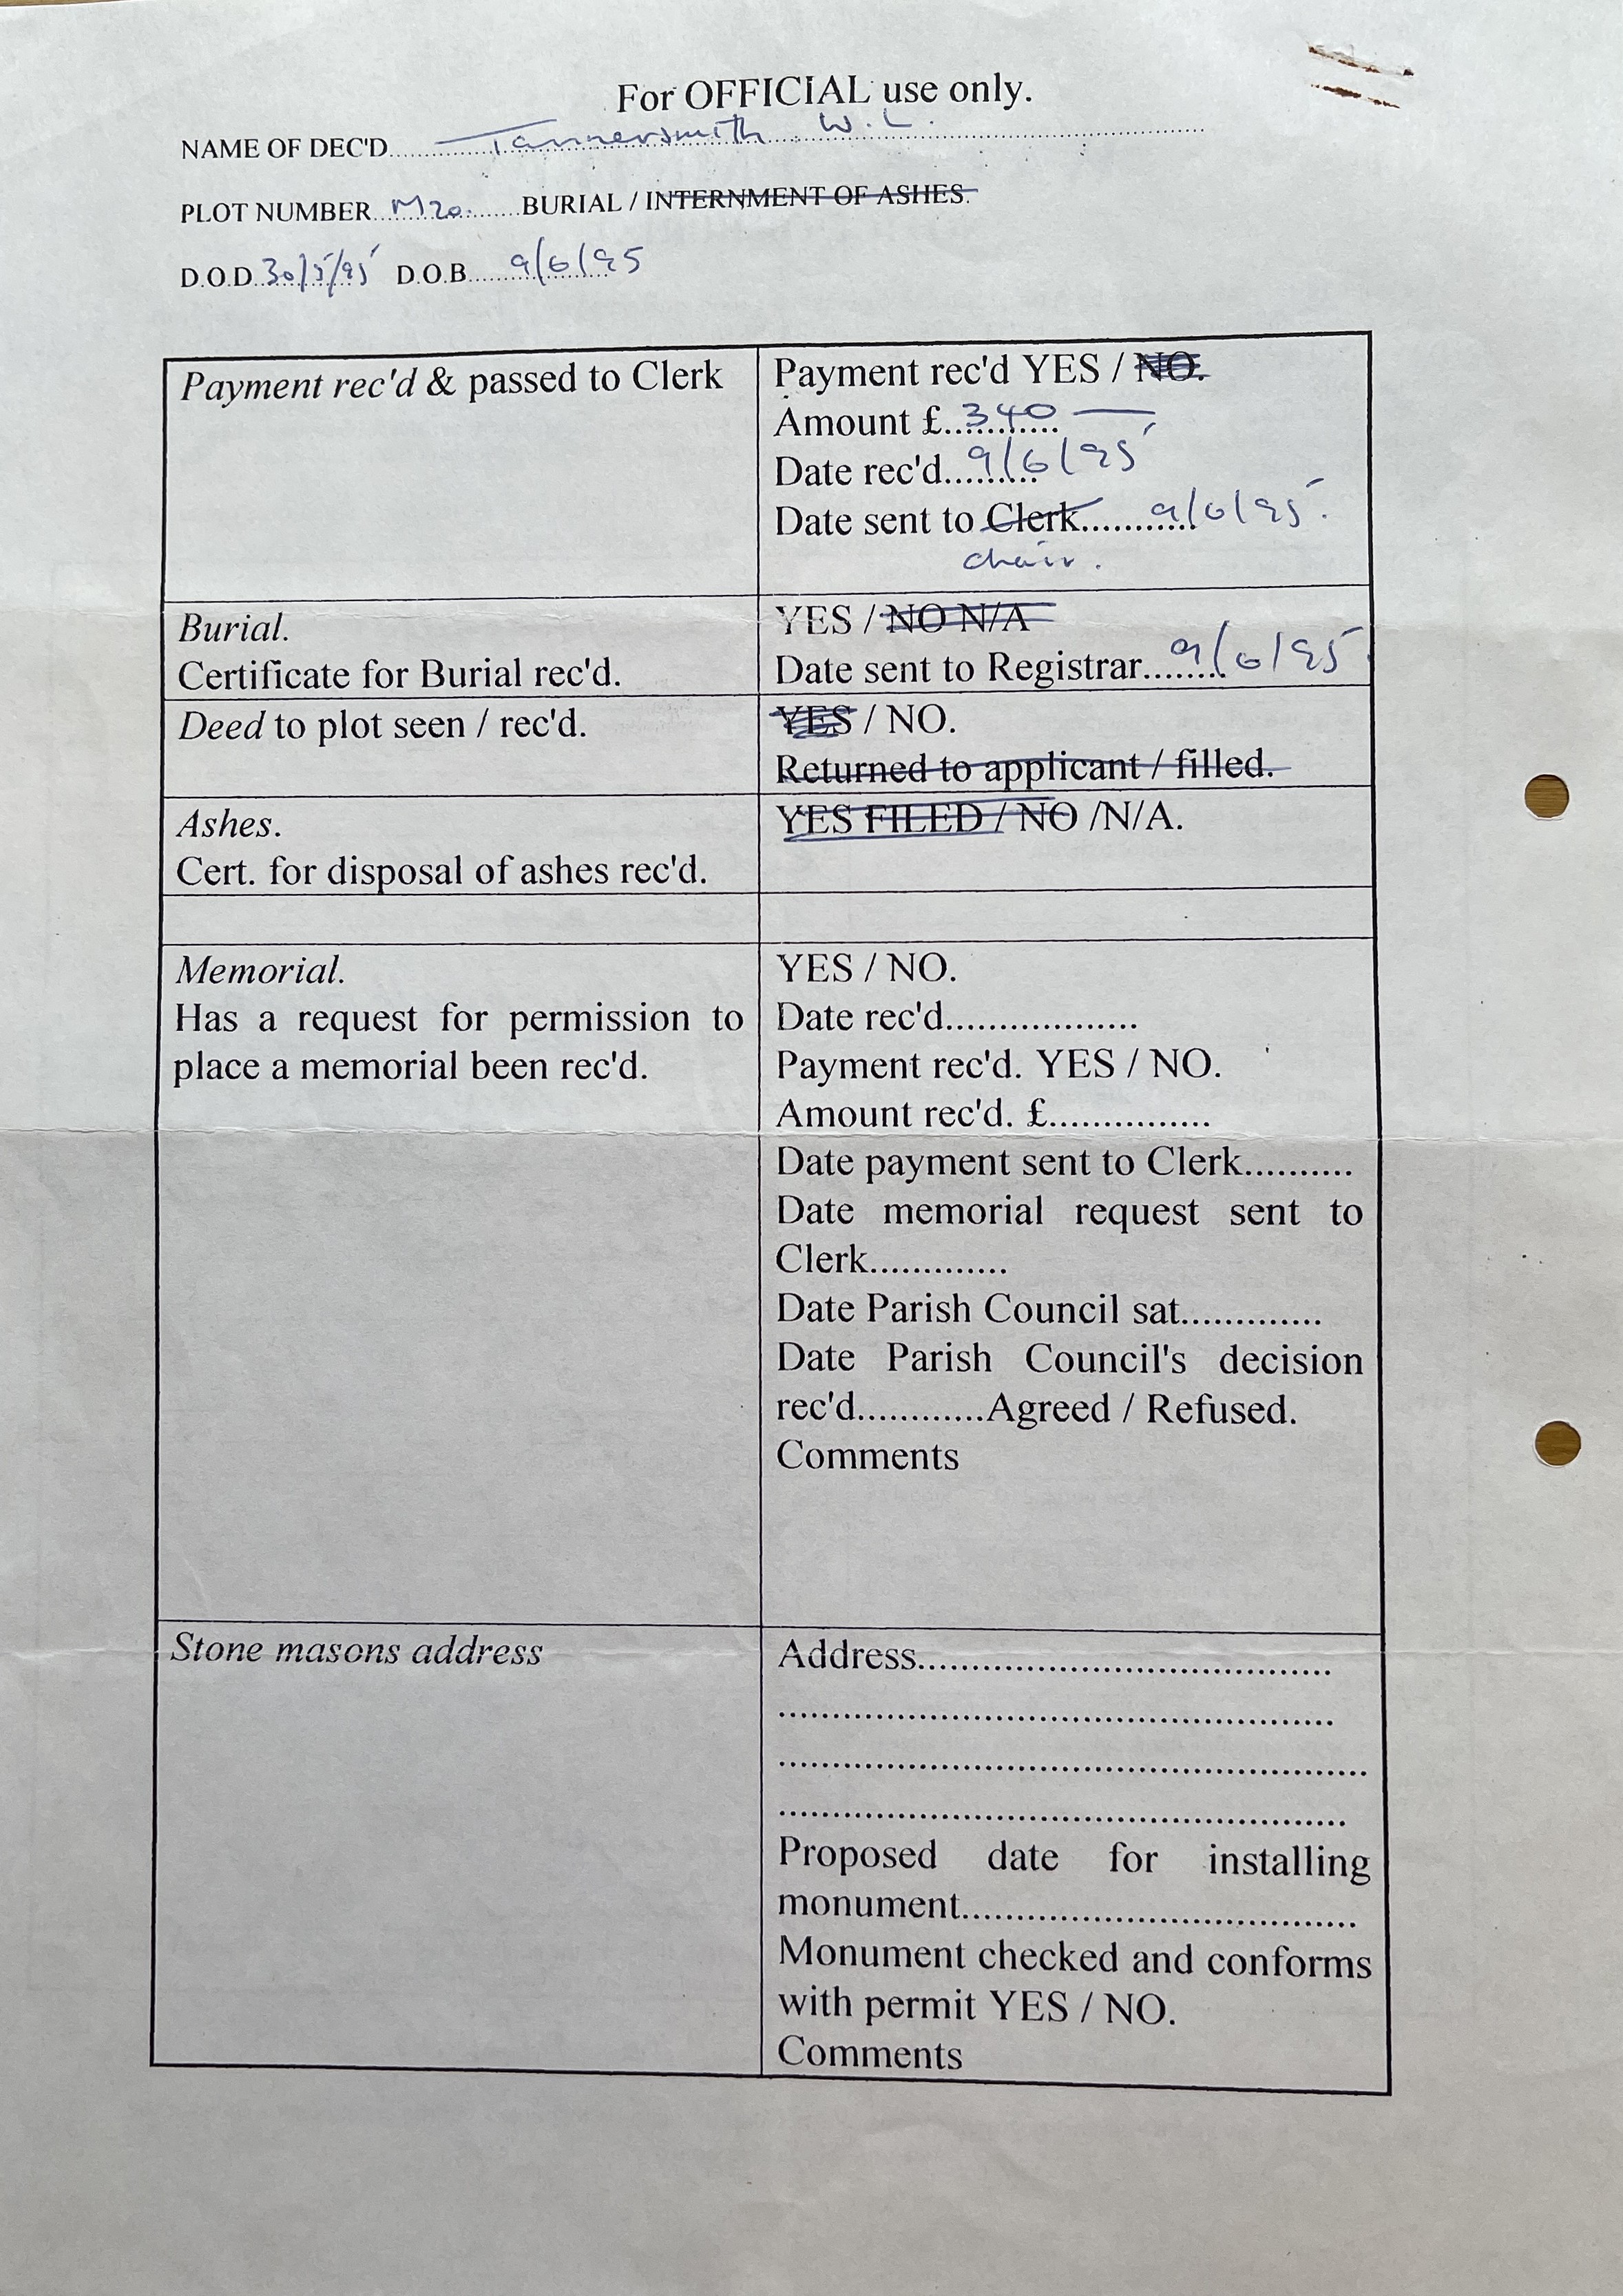 For OFFICIAL use only.
NAME OF DEC'D.... Tannersmith W. L. ....
PLOT NUMBER...M20.......BURIAL / INTERNMENT OF ASHES.
D.O.D.30/5/95 D.O.B.....9/6/95
Payment rec'd & passed to Clerk
Payment rec'd YES / NO.
Amount £..340 —
Date rec'd..9/6/95
Date sent to Clerk...........9/6/95.
chair.
Burial.
Certificate for Burial rec'd.
YES / NO N/A
Date sent to Registrar........9/6/95
Deed to plot seen / rec'd.
YES / NO.
Returned to applicant / filled.
Ashes.
Cert. for disposal of ashes rec'd.
YES FILED / NO /N/A.
Memorial.
Has a request for permission to
place a memorial been rec'd.
YES / NO.
Date rec'd..................
Payment rec'd. YES / NO.
Amount rec'd. £...............
Date payment sent to Clerk..........
Date memorial request sent to
Clerk.............
Date Parish Council sat.............
Date Parish Council's decision
rec'd............Agreed / Refused.
Comments
Stone masons address
Address.......................................
....................................................
.......................................................
.....................................................
Proposed date for installing
monument.....................................
Monument checked and conforms
with permit YES / NO.
Comments